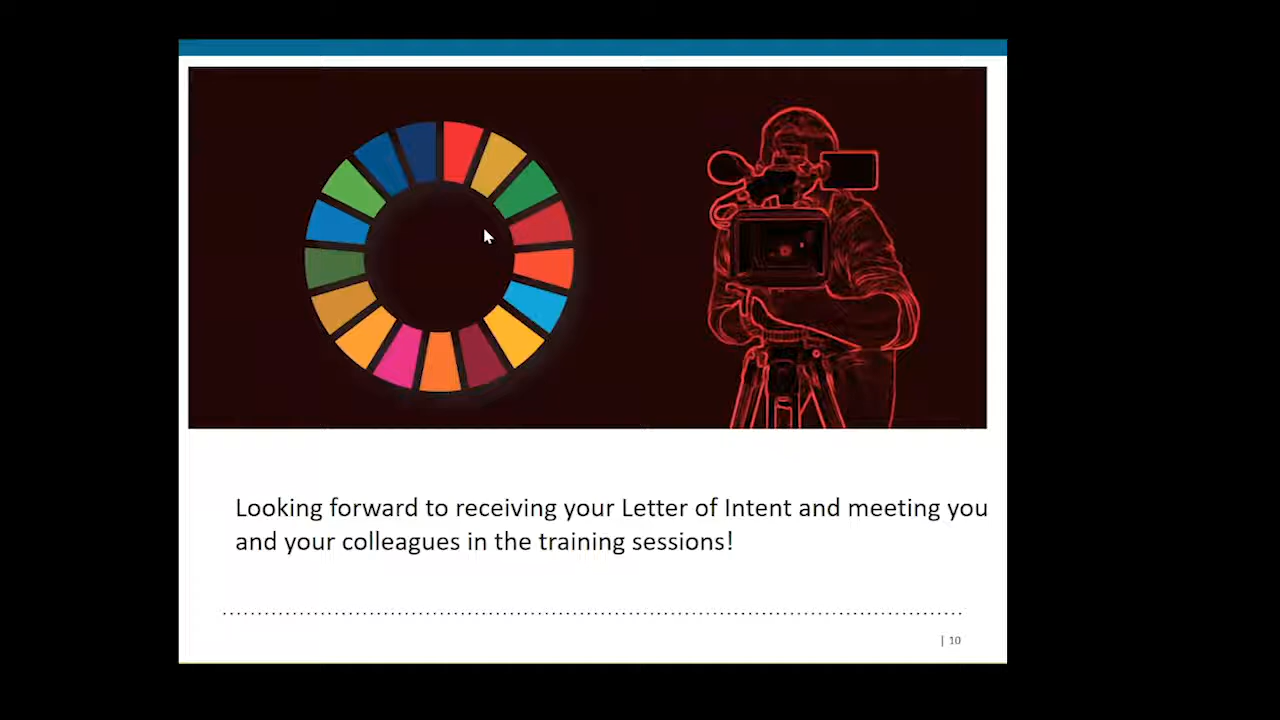 Looking forward to receiving your Letter of Intent and meeting you
and your colleagues in the training sessions!
| 10